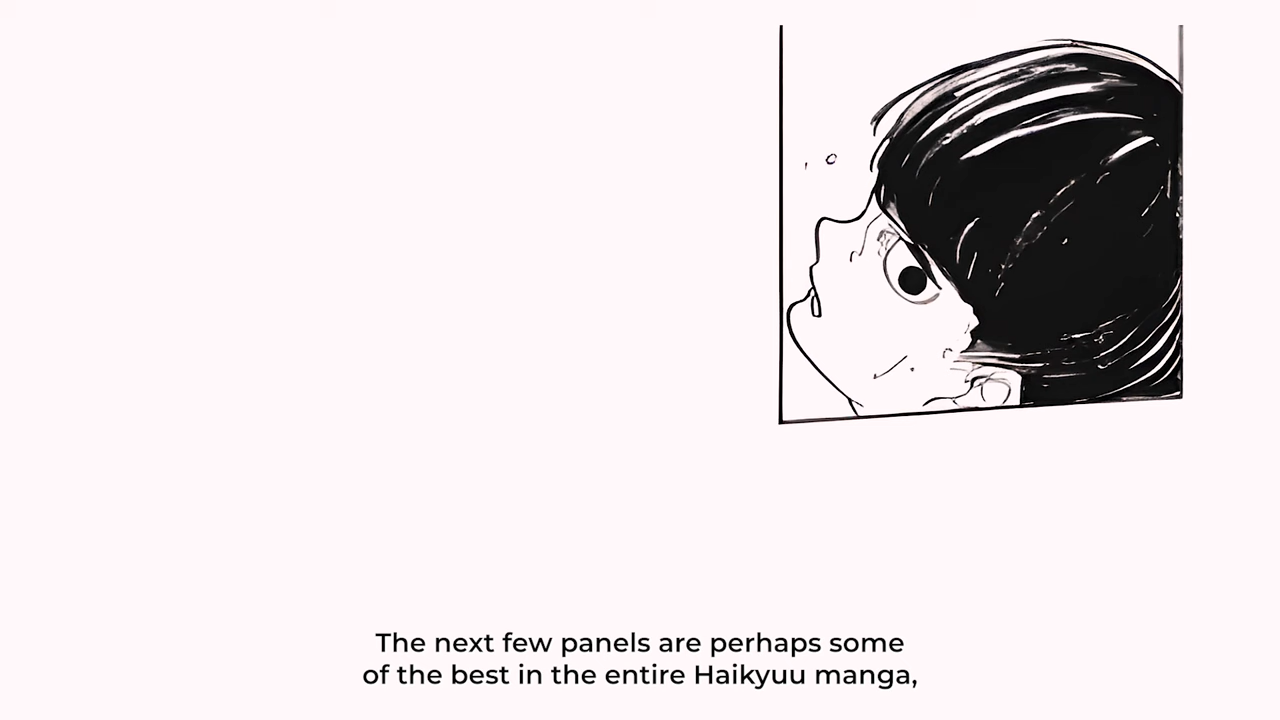 The next few panels are perhaps some
of the best in the entire Haikyuu manga,